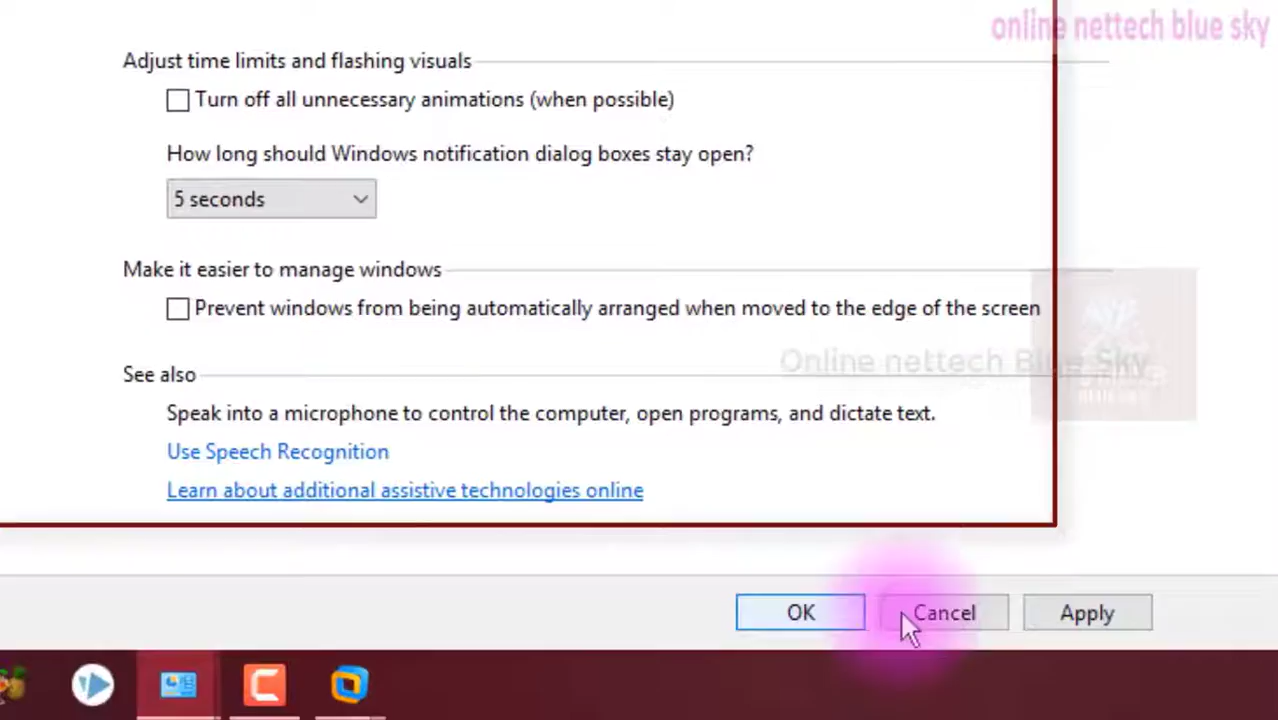 online nettech blue sky
Adjust time limits and flashing visuals
Turn off all unnecessary animations (when possible)
How long should Windows notification dialog boxes stay open?
5 seconds
Make it easier to manage windows
Prevent windows from being automatically arranged when moved to the edge of the screen
Online nettech Blue Sky
See also
Speak into a microphone to control the computer, open programs, and dictate text.
Use Speech Recognition
Learn about additional assistive technologies online
OK
Cancel
Apply